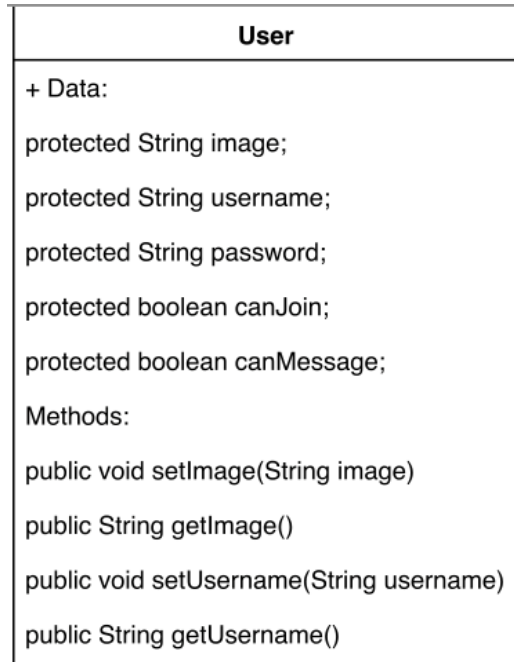 User
+ Data:
protected String image;
protected String username;
protected String password;
protected boolean canJoin;
protected boolean canMessage;
Methods:
public void setImage(String image)
public String getImage()
public void setUsername(String username)
public String getUsername()